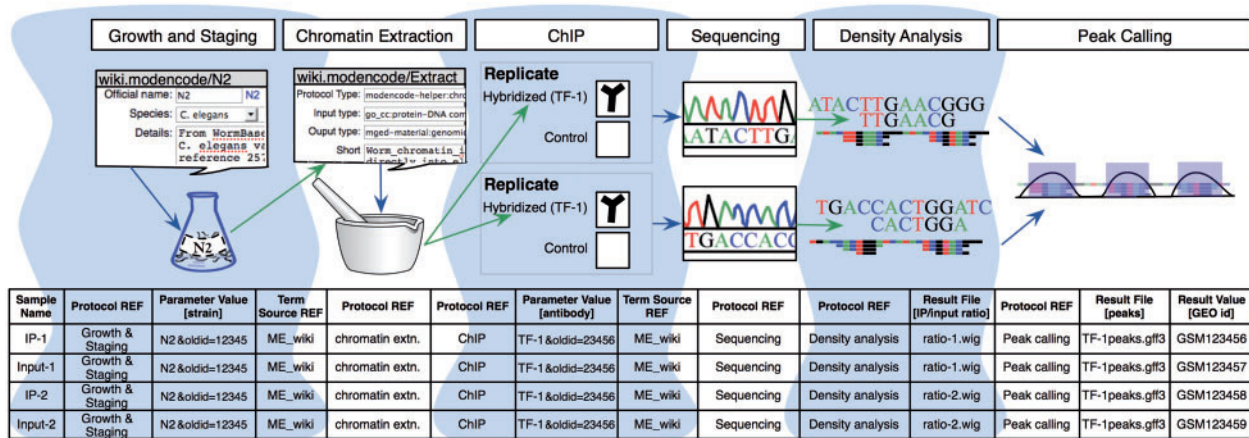 Growth and Staging
Chromatin Extraction
ChIP
Sequencing
Density Analysis
Peak Calling
wiki.modencode/N2
Official name: N2 N2
Species: C. elegans
Details: From WormBase
C. elegans va
reference 257
N2
wiki.modencode/Extract
Protocol Type: modencode-helper:chr
Input type: go_cc:protein-DNA com
Ouput type: mged-material:genomic
Short Worm_chromatin_i
directly into
Replicate
Hybridized (TF-1)
Control
Replicate
Hybridized (TF-1)
Control
AATACTTGA
TGACCACC
ATACTTGAACGGG
TTGAACG
TGACCACTGGATC
CACTGGA
Sample Name Protocol REF Parameter Value [strain] Term Source REF Protocol REF Protocol REF Parameter Value [antibody] Term Source REF Protocol REF Protocol REF Result File [IP/input ratio] Protocol REF Result File [peaks] Result Value [GEO id]
IP-1 Growth & Staging N2&oldid=12345 ME_wiki chromatin extn. ChIP TF-1&oldid=23456 ME_wiki Sequencing Density analysis ratio-1.wig Peak calling TF-1peaks.gff3 GSM123456
Input-1 Growth & Staging N2&oldid=12345 ME_wiki chromatin extn. ChIP TF-1&oldid=23456 ME_wiki Sequencing Density analysis ratio-1.wig Peak calling TF-1peaks.gff3 GSM123457
IP-2 Growth & Staging N2&oldid=12345 ME_wiki chromatin extn. ChIP TF-1&oldid=23456 ME_wiki Sequencing Density analysis ratio-2.wig Peak calling TF-1peaks.gff3 GSM123458
Input-2 Growth & Staging N2&oldid=12345 ME_wiki chromatin extn. ChIP TF-1&oldid=23456 ME_wiki Sequencing Density analysis ratio-2.wig Peak calling TF-1peaks.gff3 GSM123459